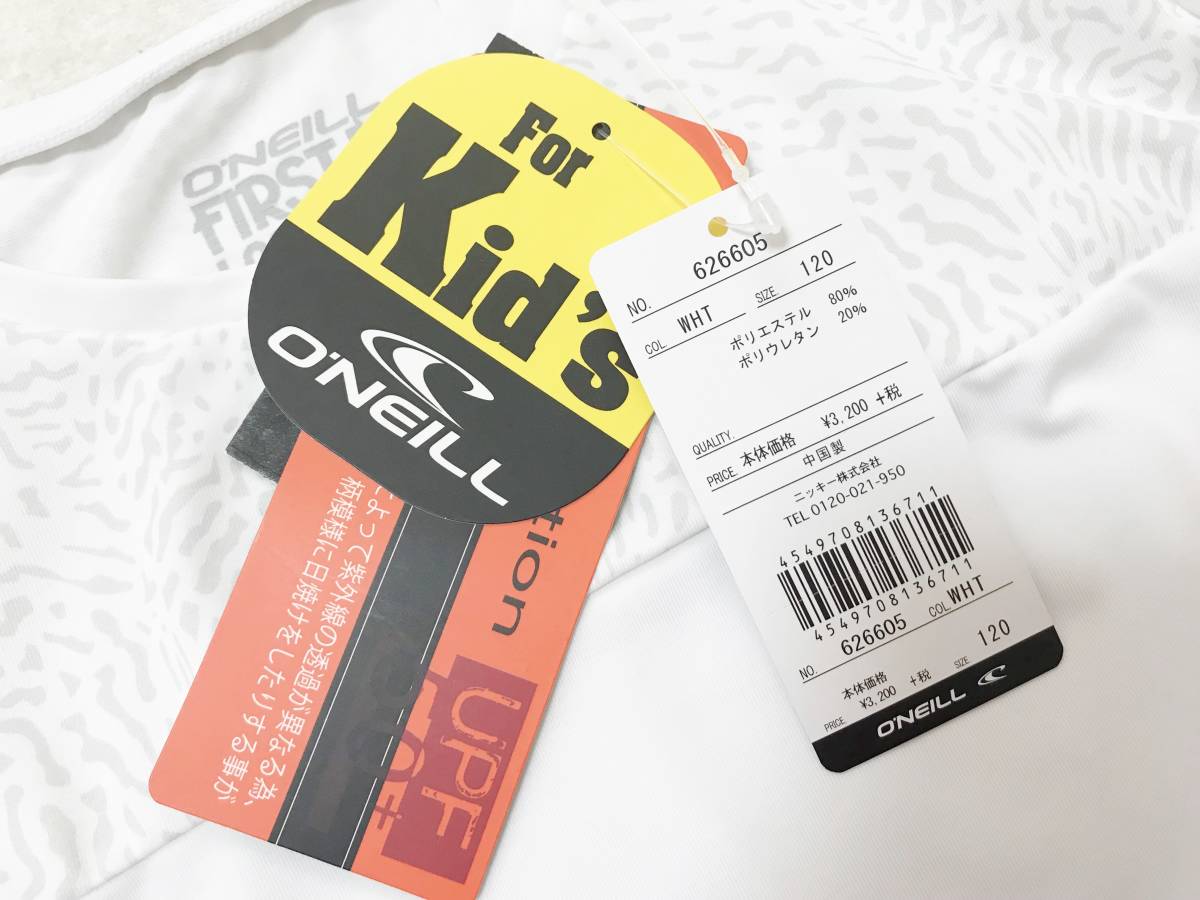 O'NEILL
FIRST
For
Kid's
O'NEILL
によって紫外線の透過が異なる為、
柄模様に日焼けをしたりする事が
tion
UPF
50+
NO. 626605
COL. WHT SIZE. 120
ポリエステル 80%
ポリウレタン 20%
QUALITY.
PRICE. 本体価格 ¥3,200 +税
中国製
ニッキー株式会社
TEL.0120-021-950
4549708136711
4549708136711
NO. 626605 COL. WHT
本体価格 SIZE 120
PRICE. ¥3,200 +税
O'NEILL